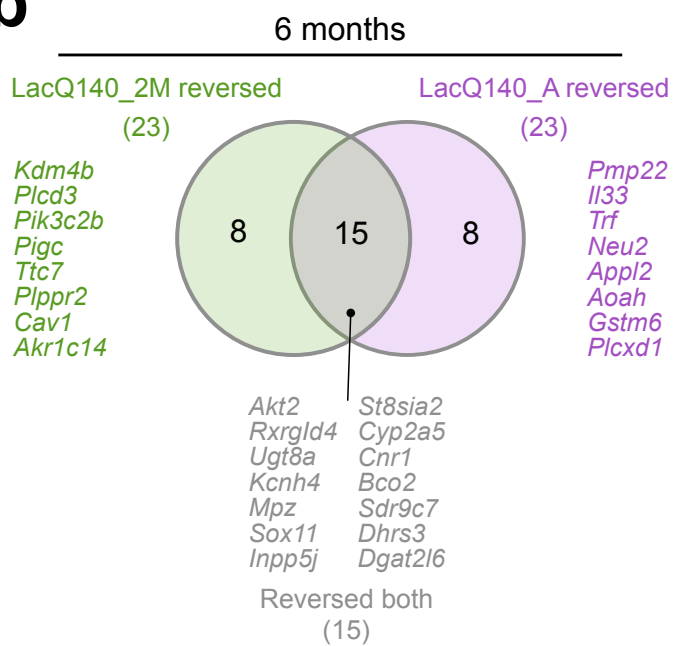 b
6 months
LacQ140_2M reversed
(23)
LacQ140_A reversed
(23)
Kdm4b
Plcd3
Pik3c2b
Pigc
Ttc7
Plppr2
Cav1
Akr1c14
8
15
8
Pmp22
Il33
Trf
Neu2
Appl2
Aoah
Gstm6
Plcxd1
Akt2
RxrgId4
Ugt8a
Kcnh4
Mpz
Sox11
Inpp5j
St8sia2
Cyp2a5
Cnr1
Bco2
Sdr9c7
Dhrs3
Dgat2l6
Reversed both
(15)